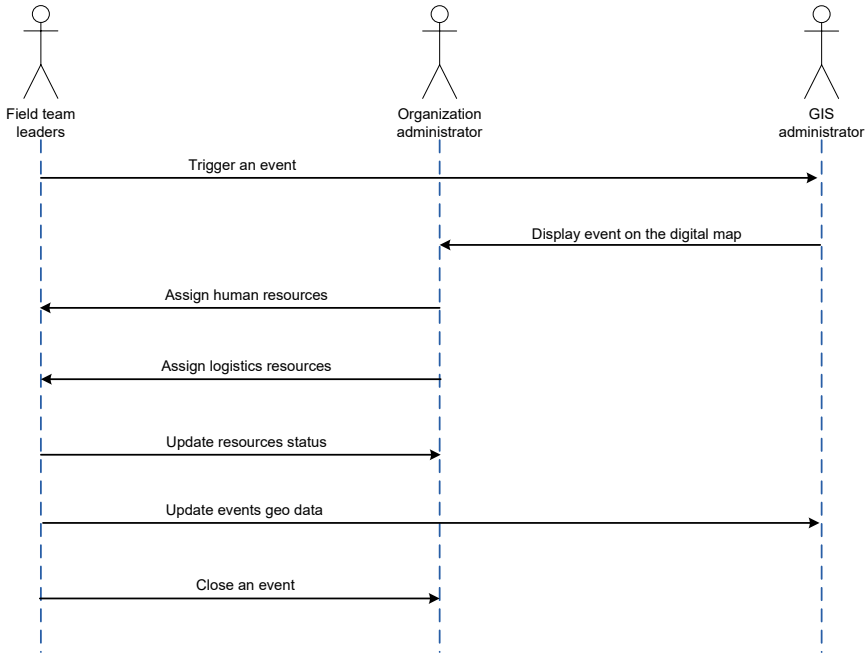 Field team
leaders
Organization
administrator
GIS
administrator
Trigger an event
Display event on the digital map
Assign human resources
Assign logistics resources
Update resources status
Update events geo data
Close an event